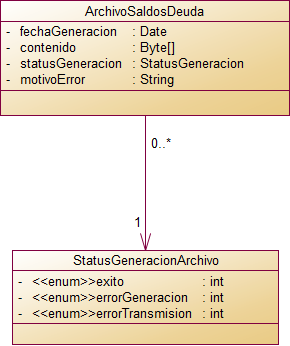 ArchivoSaldosDeuda
- fechaGeneracion : Date
- contenido : Byte[]
- statusGeneracion : StatusGeneracion
- motivoError : String
0..*
1
StatusGeneracionArchivo
- <<enum>>exito : int
- <<enum>>errorGeneracion : int
- <<enum>>errorTransmision : int